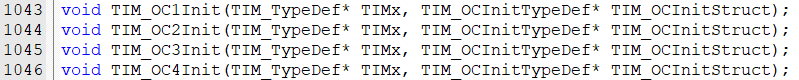 1043 void TIM_OC1Init(TIM_TypeDef* TIMx, TIM_OCInitTypeDef* TIM_OCInitStruct);
1044 void TIM_OC2Init(TIM_TypeDef* TIMx, TIM_OCInitTypeDef* TIM_OCInitStruct);
1045 void TIM_OC3Init(TIM_TypeDef* TIMx, TIM_OCInitTypeDef* TIM_OCInitStruct);
1046 void TIM_OC4Init(TIM_TypeDef* TIMx, TIM_OCInitTypeDef* TIM_OCInitStruct);